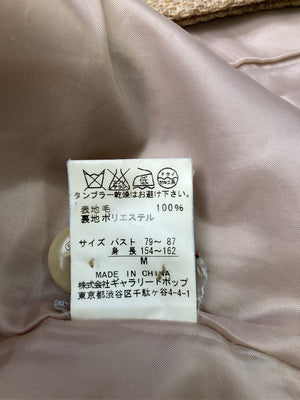 タンブラー乾燥はお避け下さい。
表地毛 100%
裏地ポリエステル
サイズ バスト 79〜 87
身長 154〜162
M
MADE IN CHINA
株式会社ギャラリードポップ
東京都渋谷区千駄ケ谷4-4-1